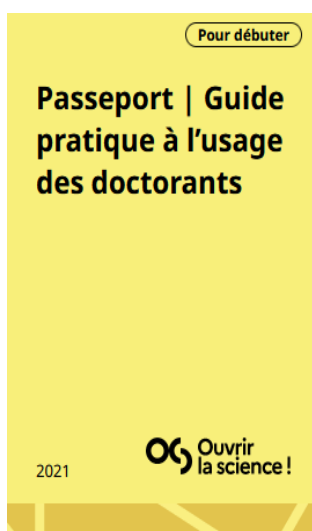 Pour débuter
Passeport | Guide
pratique à l’usage
des doctorants
2021
Ouvrir
la science !